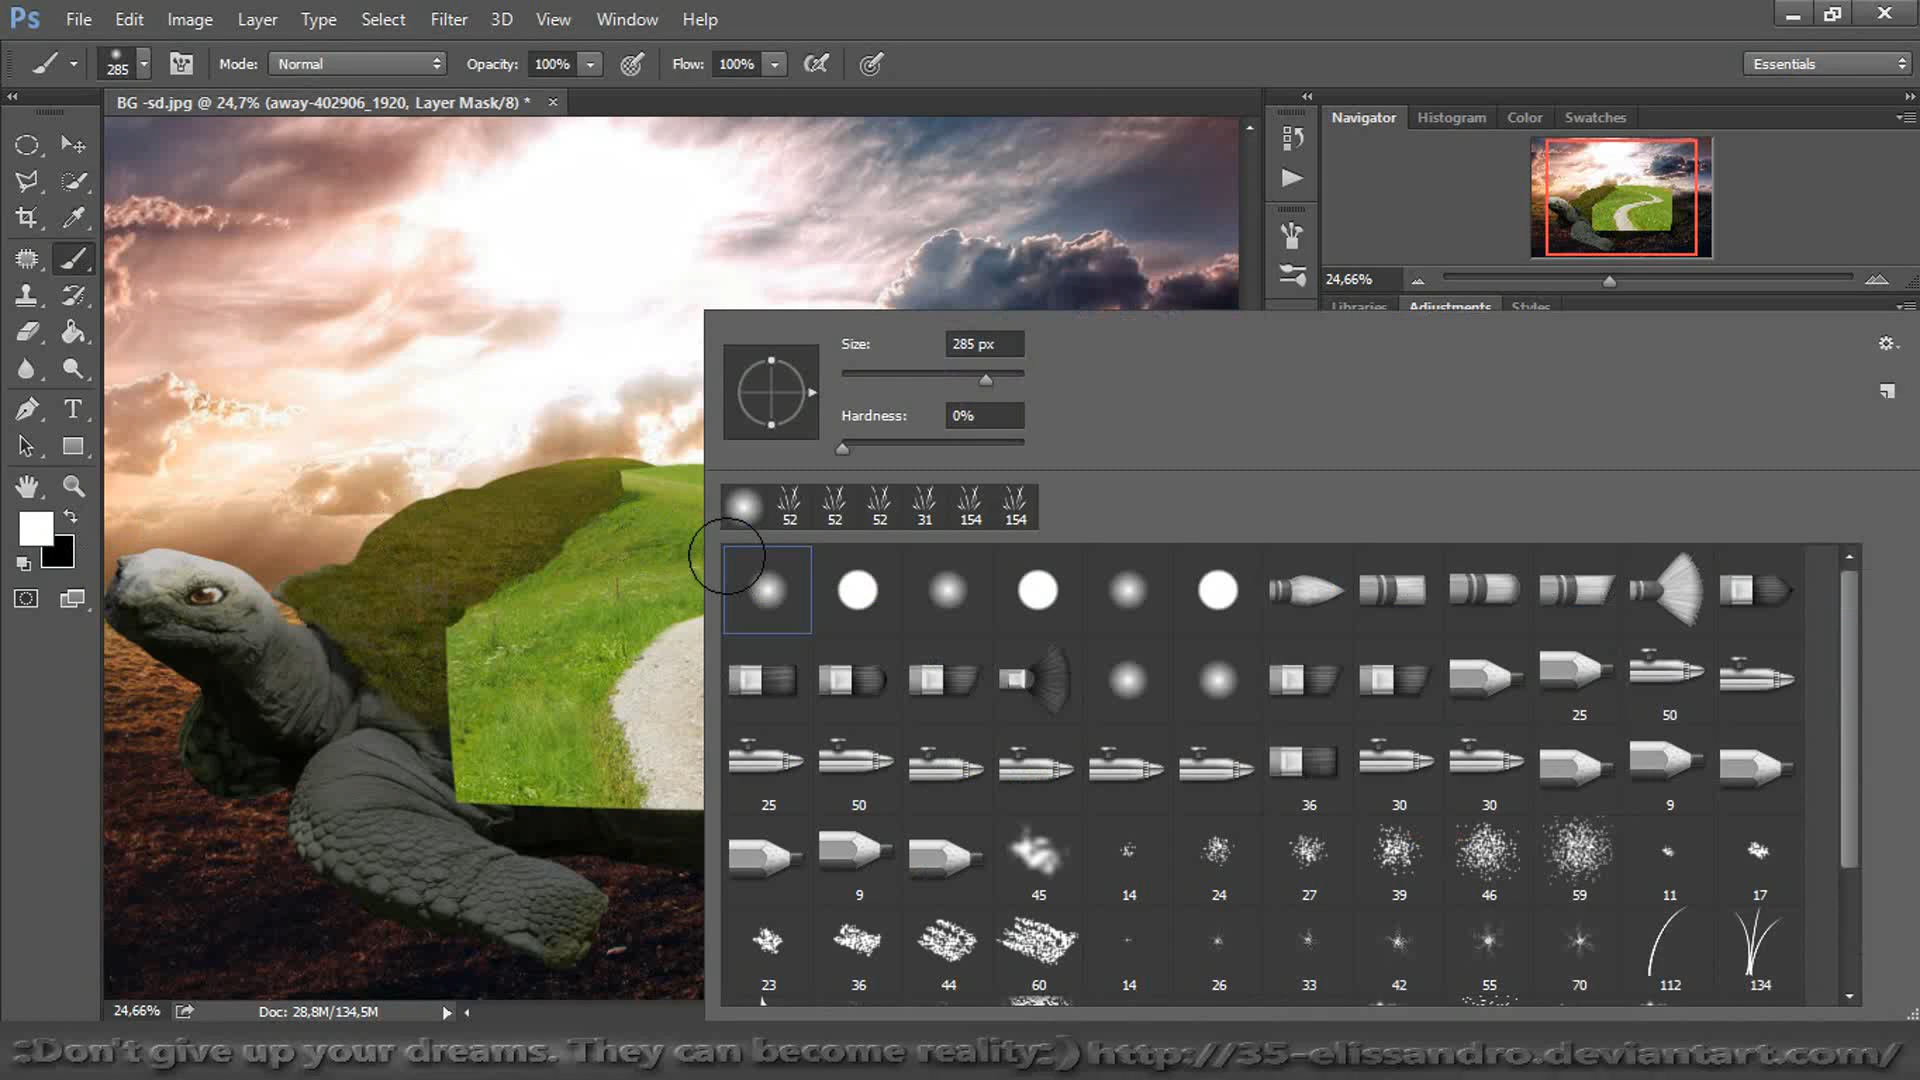 Ps File Edit Image Layer Type Select Filter 3D View Window Help
285 Mode: Normal Opacity: 100% Flow: 100% Essentials
BG -sd.jpg @ 24,7% (away-402906_1920, Layer Mask/8) *
Navigator Histogram Color Swatches
24,66%
Libraries Adjustments Styles
Size: 285 px
Hardness: 0%
52 52 52 31 154 154
25 50
25 50 36 30 30 9
9 45 14 24 27 39 46 59 11 17
23 36 44 60 14 26 33 42 55 70 112 134
24,66% Doc: 28,8M/134,5M
::Don't give up your dreams. They can become reality::) http://35-elissandro.deviantart.com/